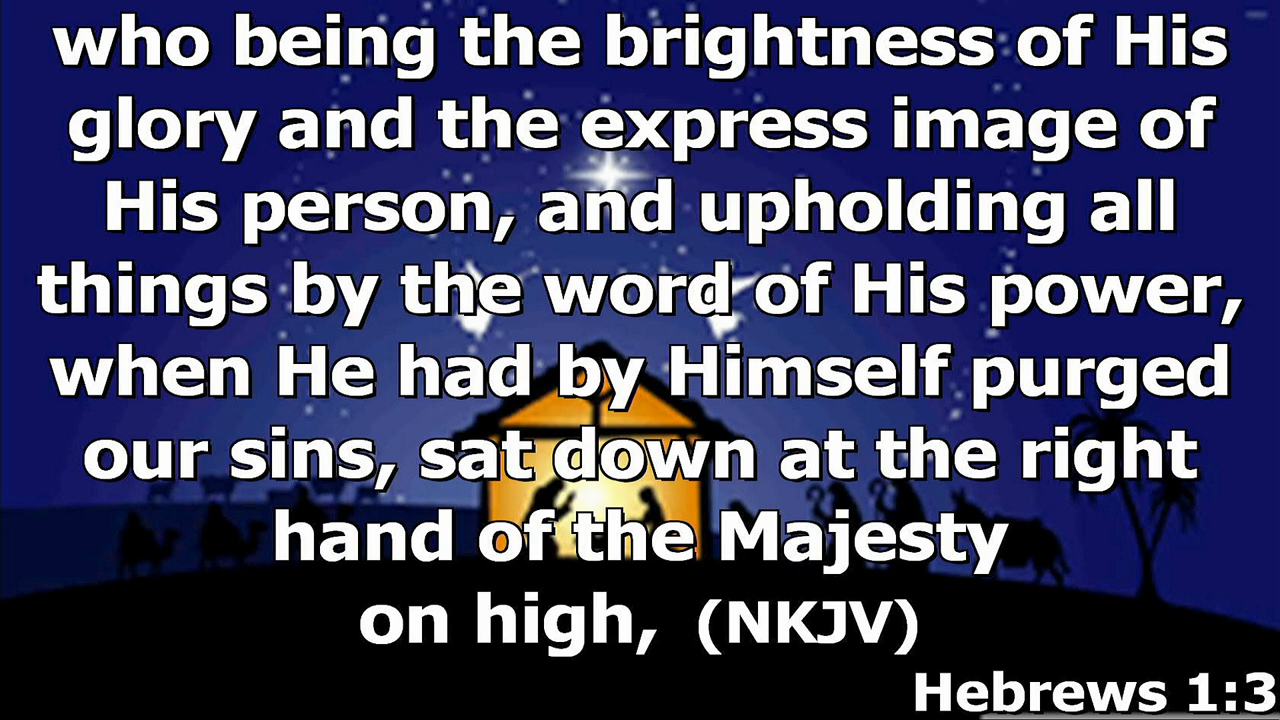 who being the brightness of His
glory and the express image of
His person, and upholding all
things by the word of His power,
when He had by Himself purged
our sins, sat down at the right
hand of the Majesty
on high, (NKJV)
Hebrews 1:3